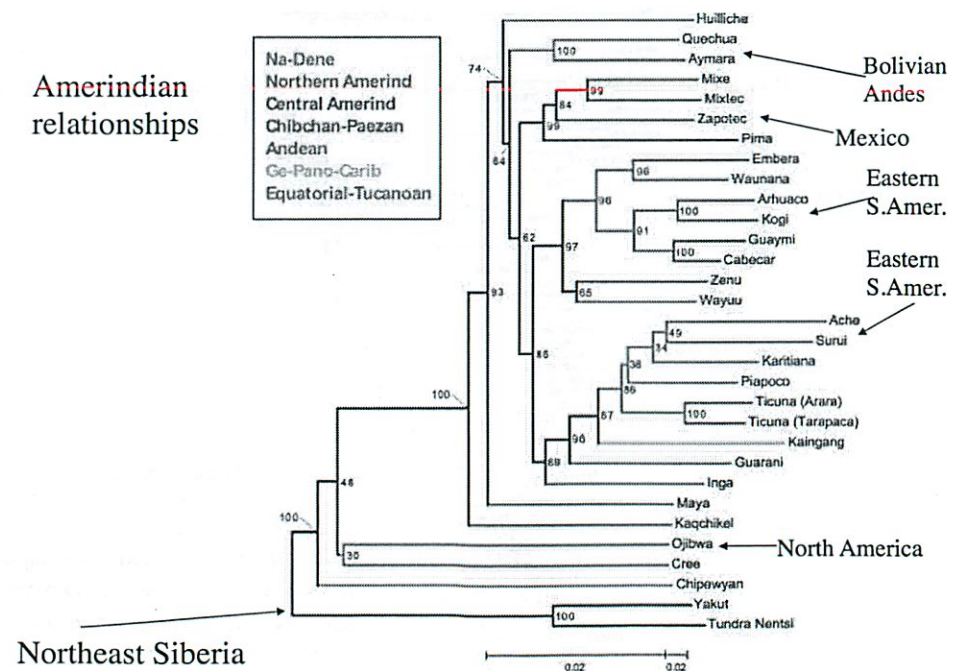 Amerindian
relationships
Na-Dene
Northern Amerind
Central Amerind
Chibchan-Paezan
Andean
Ge-Pano-Carib
Equatorial-Tucanoan
Huilliche
Quechua
Aymara
Mixe
Mixtec
Zapotec
Pima
Embera
Waunana
Arhuaco
Kogi
Guaymi
Cabecar
Zenu
Wayuu
Ache
Surui
Karitiana
Piapoco
Ticuna (Arara)
Ticuna (Tarapaca)
Kaingang
Guarani
Inga
Maya
Kaqchikel
Ojibwa
Cree
Chipewyan
Yakut
Tundra Nentsi
Bolivian
Andes
Mexico
Eastern
S.Amer.
Eastern
S.Amer.
North America
Northeast Siberia
74
100
99
84
99
64
96
96
100
91
100
62
97
65
93
49
34
38
86
100
87
96
100
46
100
30
100
0.02
0.02